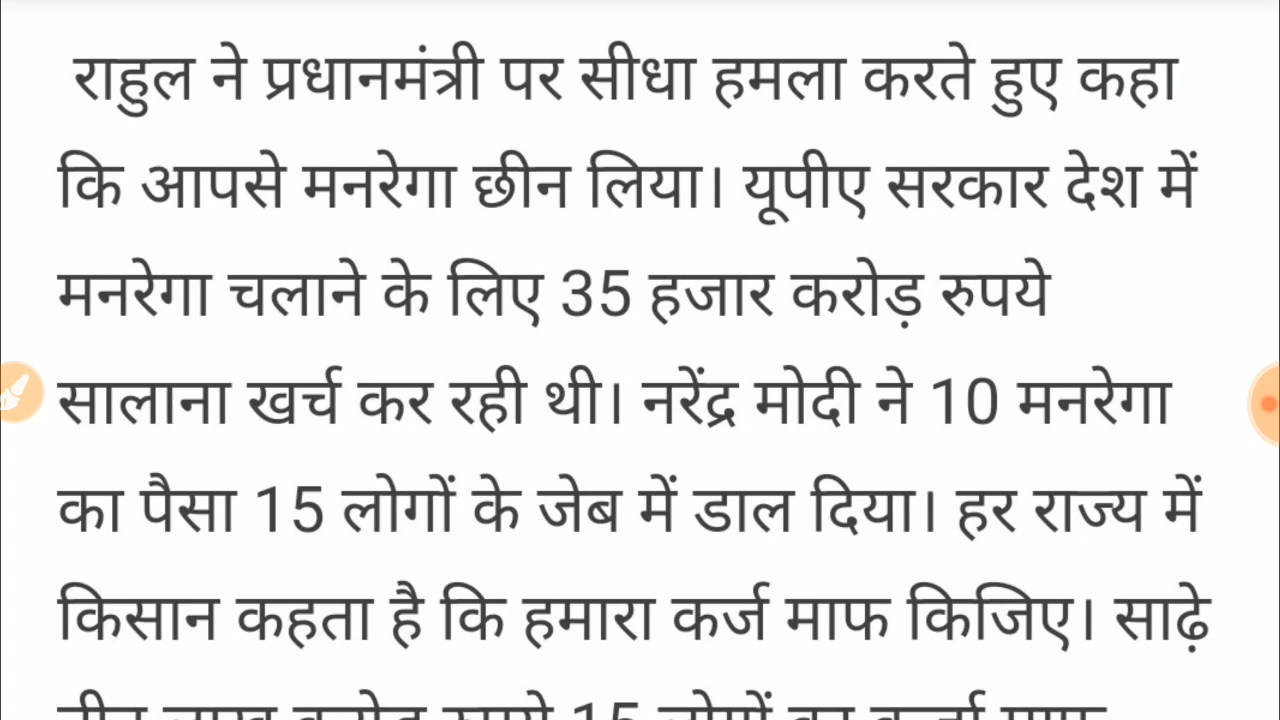 राहुल ने प्रधानमंत्री पर सीधा हमला करते हुए कहा
कि आपसे मनरेगा छीन लिया। यूपीए सरकार देश में
मनरेगा चलाने के लिए 35 हजार करोड़ रुपये
सालाना खर्च कर रही थी। नरेंद्र मोदी ने 10 मनरेगा
का पैसा 15 लोगों के जेब में डाल दिया। हर राज्य में
किसान कहता है कि हमारा कर्ज माफ किजिए। साढ़े